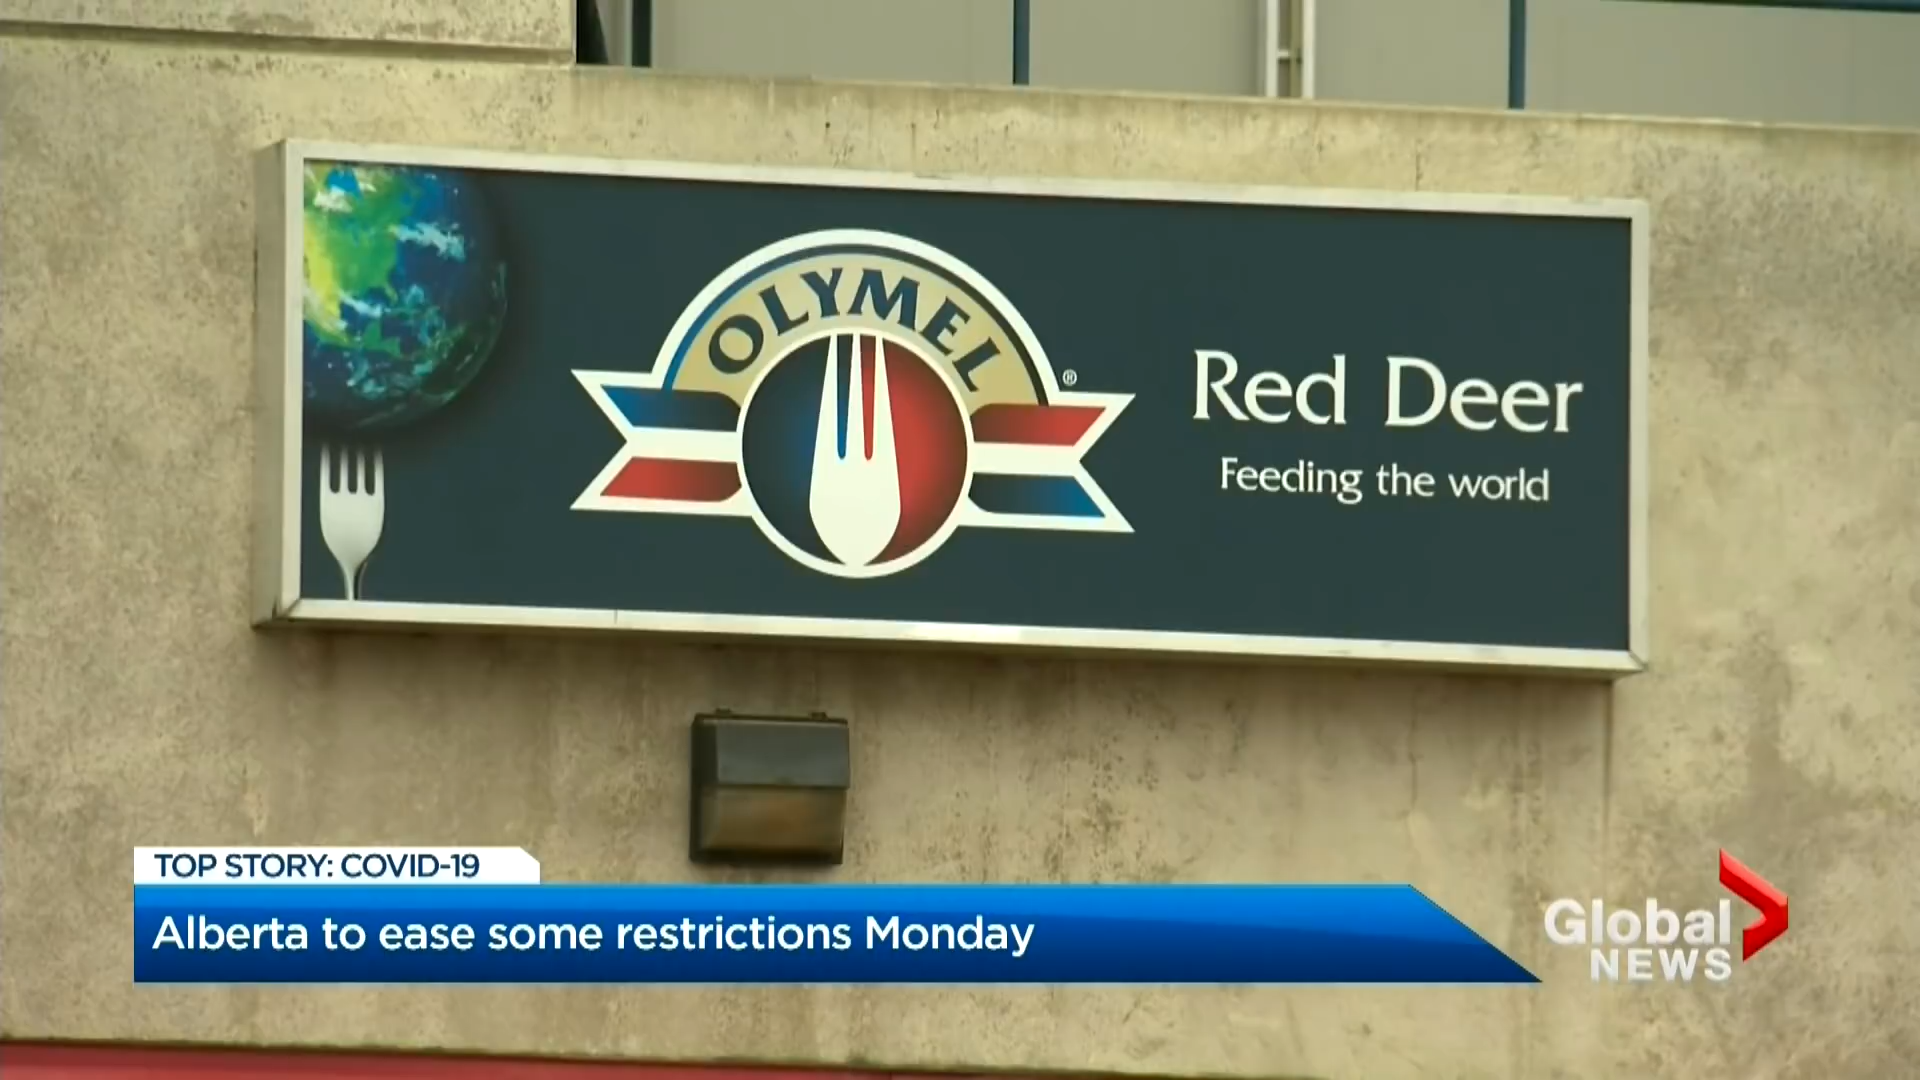 OLYMEL®
Red Deer
Feeding the world
TOP STORY: COVID-19
Alberta to ease some restrictions Monday
Global
NEWS